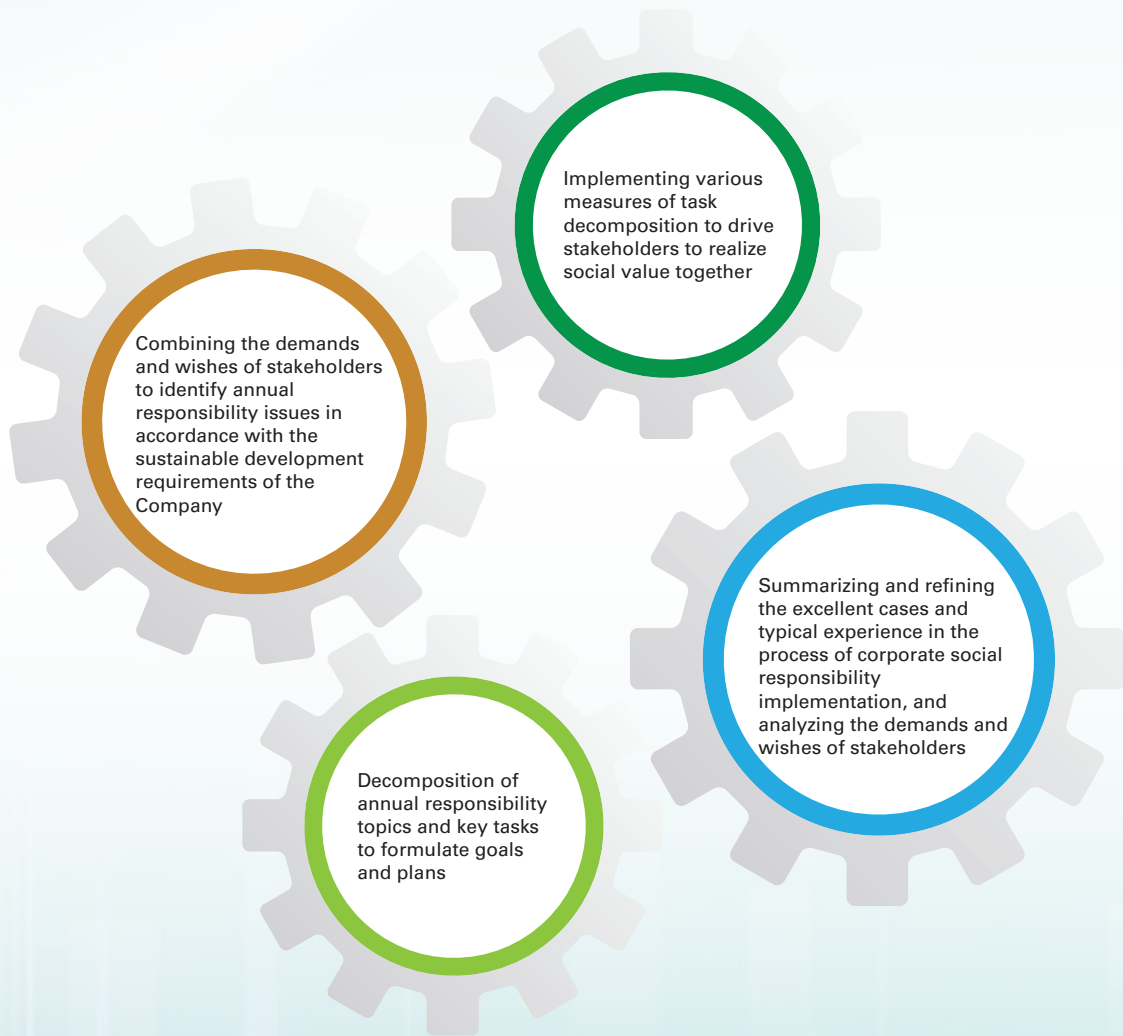 Implementing various
measures of task
decomposition to drive
stakeholders to realize
social value together
Combining the demands
and wishes of stakeholders
to identify annual
responsibility issues in
accordance with the
sustainable development
requirements of the
Company
Summarizing and refining
the excellent cases and
typical experience in the
process of corporate social
responsibility
implementation, and
analyzing the demands and
wishes of stakeholders
Decomposition of
annual responsibility
topics and key tasks
to formulate goals
and plans